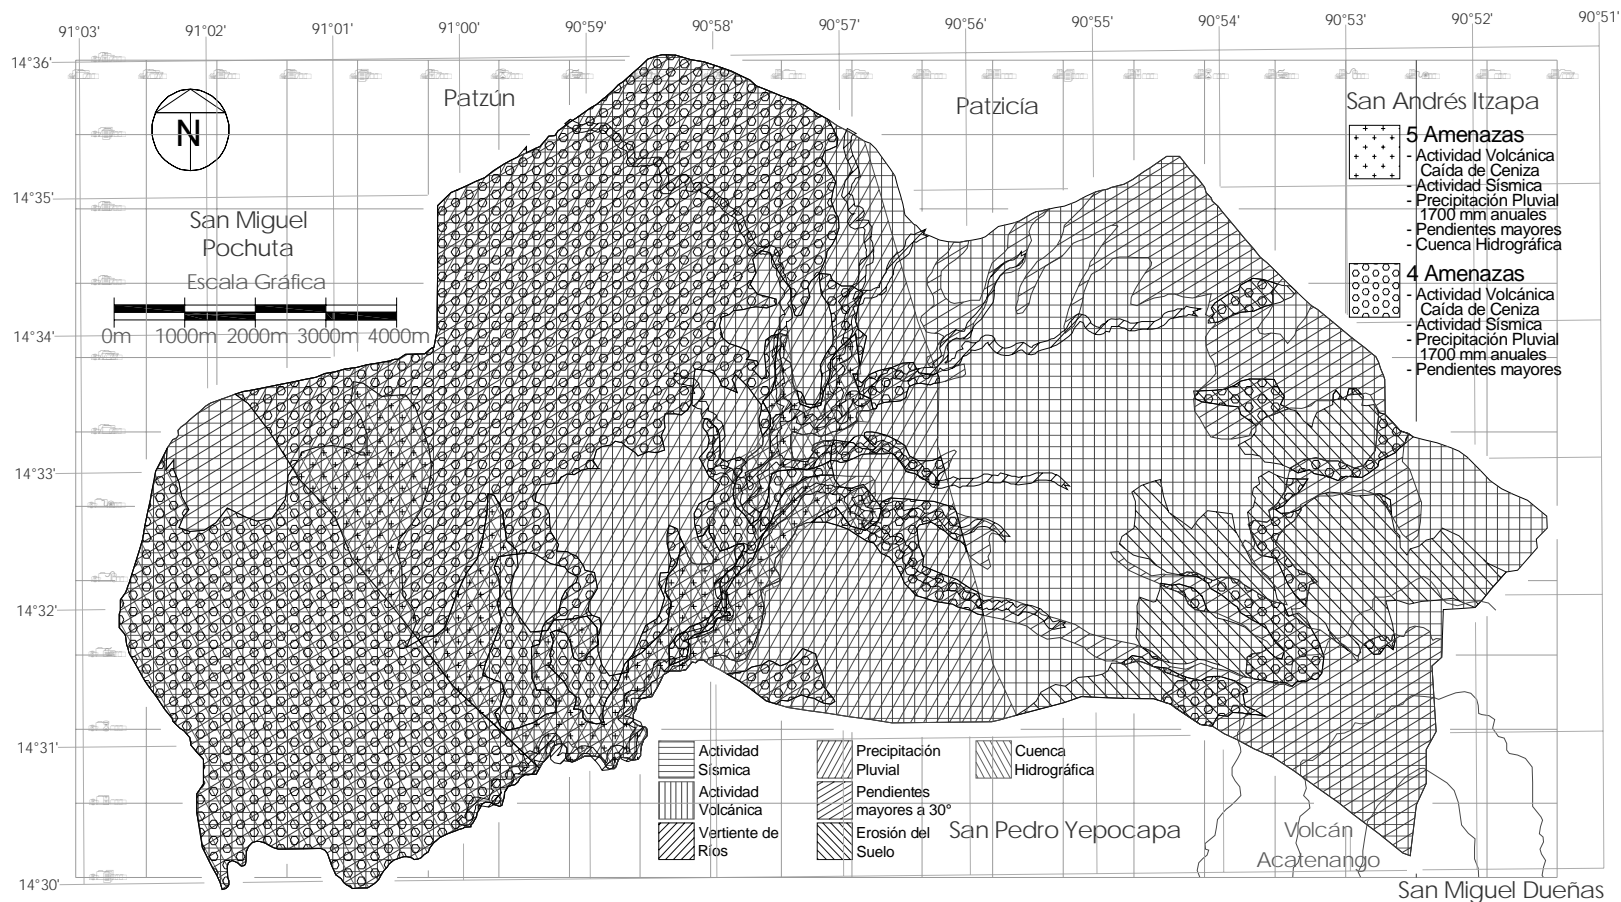 91°03' 91°02' 91°01' 91°00' 90°59' 90°58' 90°57' 90°56' 90°55' 90°54' 90°53' 90°52' 90°51'
14°36'
14°35'
14°34'
14°33'
14°32'
14°31'
14°30'
N
Patzún
Patzicía
San Andrés Itzapa
San Miguel
Pochuta
Escala Gráfica
0m 1000m 2000m 3000m 4000m
5 Amenazas
- Actividad Volcánica
Caída de Ceniza
- Actividad Sísmica
- Precipitación Pluvial
1700 mm anuales
- Pendientes mayores
- Cuenca Hidrográfica
4 Amenazas
- Actividad Volcánica
Caída de Ceniza
- Actividad Sísmica
- Precipitación Pluvial
1700 mm anuales
- Pendientes mayores
Actividad
Sísmica
Actividad
Volcánica
Vertiente de
Ríos
Precipitación
Pluvial
Pendientes
mayores a 30°
Erosión del
Suelo
Cuenca
Hidrográfica
San Pedro Yepocapa
Volcán
Acatenango
San Miguel Dueñas